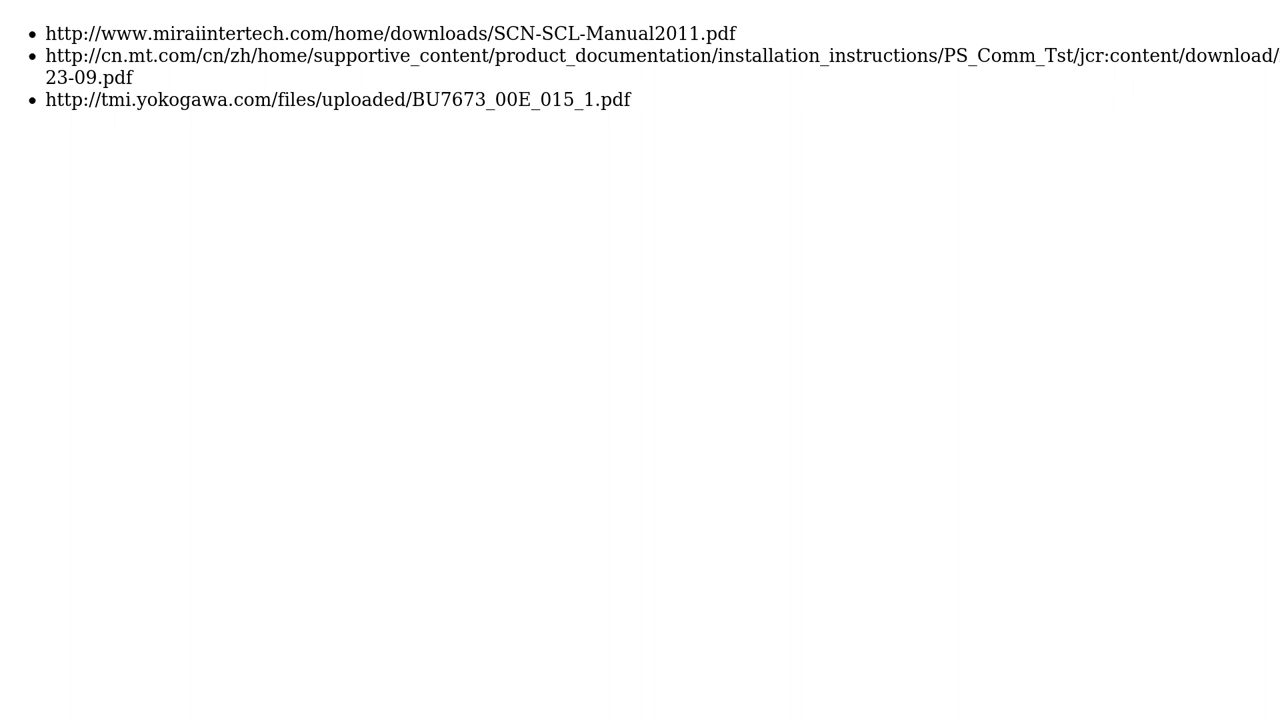 • http://www.miraiintertech.com/home/downloads/SCN-SCL-Manual2011.pdf
• http://cn.mt.com/cn/zh/home/supportive_content/product_documentation/installation_instructions/PS_Comm_Tst/jcr:content/download/
23-09.pdf
• http://tmi.yokogawa.com/files/uploaded/BU7673_00E_015_1.pdf